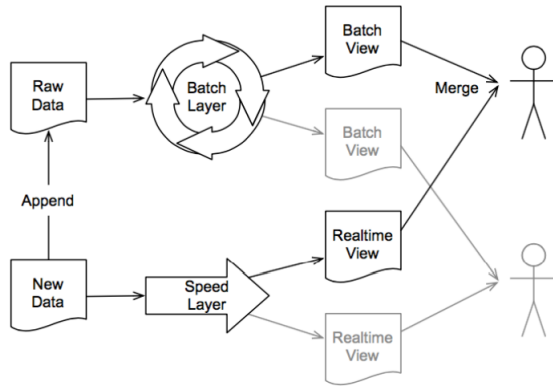 Raw
Data
Batch
Layer
Batch
View
Merge
Batch
View
Append
New
Data
Speed
Layer
Realtime
View
Realtime
View